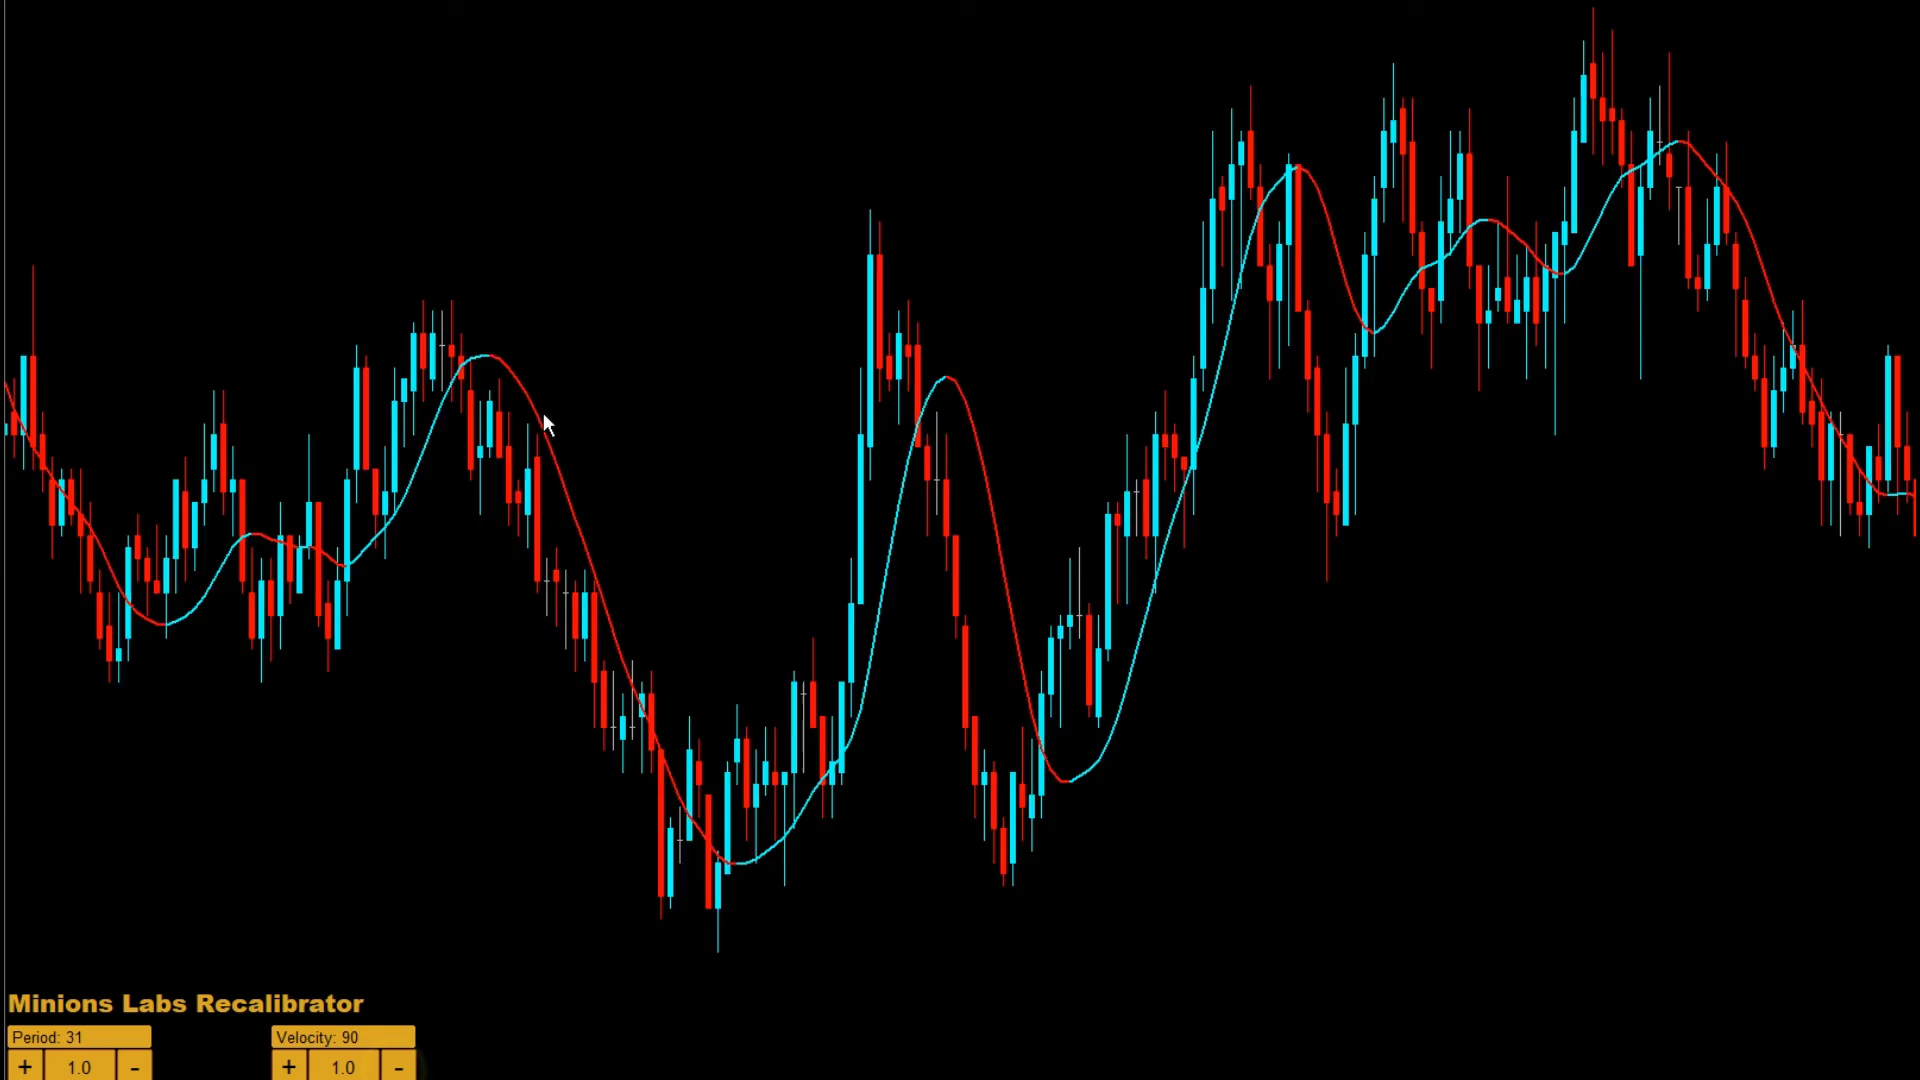 Minions Labs Recalibrator
Period: 31
Velocity: 90
+ 1.0 -
+ 1.0 -